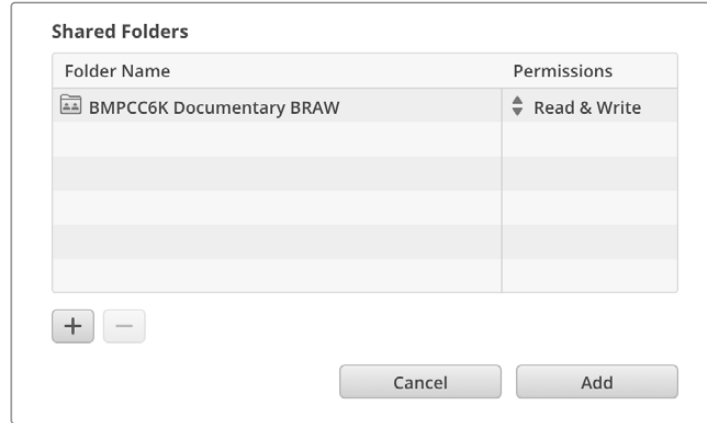 Shared Folders
Folder Name Permissions
BMPCC6K Documentary BRAW Read & Write
Cancel Add